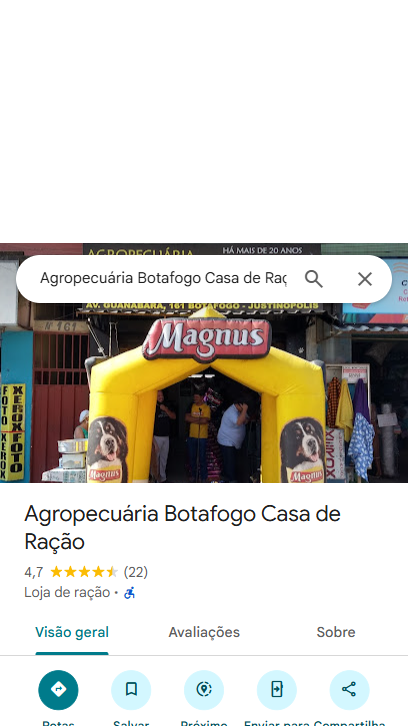 AGROPECUÁRIA
HÁ MAIS DE 20 ANOS
Agropecuária Botafogo Casa de Raç
AV. GUANABARA, 161 BOTAFOGO - JUSTINÓPOLIS
Nº 161
Magnus
FOTO
XEROX
XEROX
FOTO
Magnus
Magnus
Agropecuária Botafogo Casa de
Ração
4,7 (22)
Loja de ração ·
Visão geral Avaliações Sobre
Rotas Salvar Próximo Enviar para Compartilha